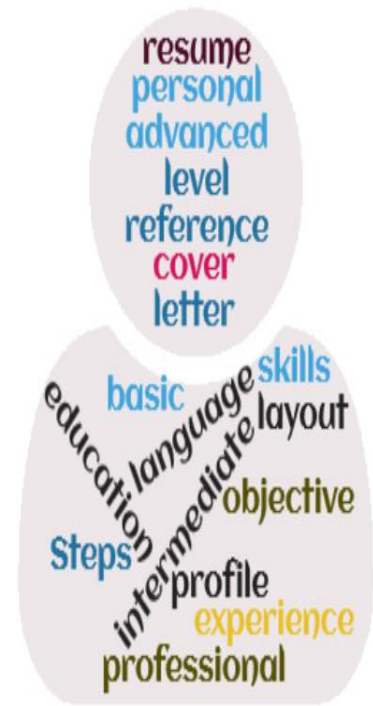 resume
personal
advanced
level
reference
cover
letter
skills
basic
language
layout
education
intermediate
objective
Steps
profile
experience
professional